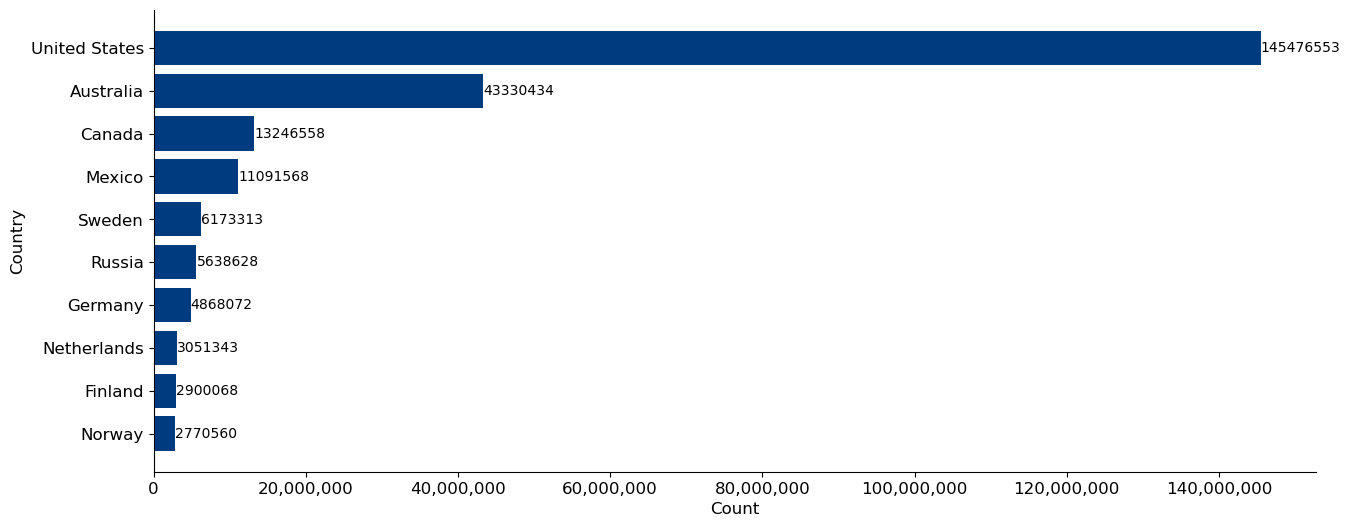 United States 145476553
Australia 43330434
Canada 13246558
Mexico 11091568
Sweden 6173313
Russia 5638628
Germany 4868072
Netherlands 3051343
Finland 2900068
Norway 2770560
Country
0 20,000,000 40,000,000 60,000,000 80,000,000 100,000,000 120,000,000 140,000,000
Count